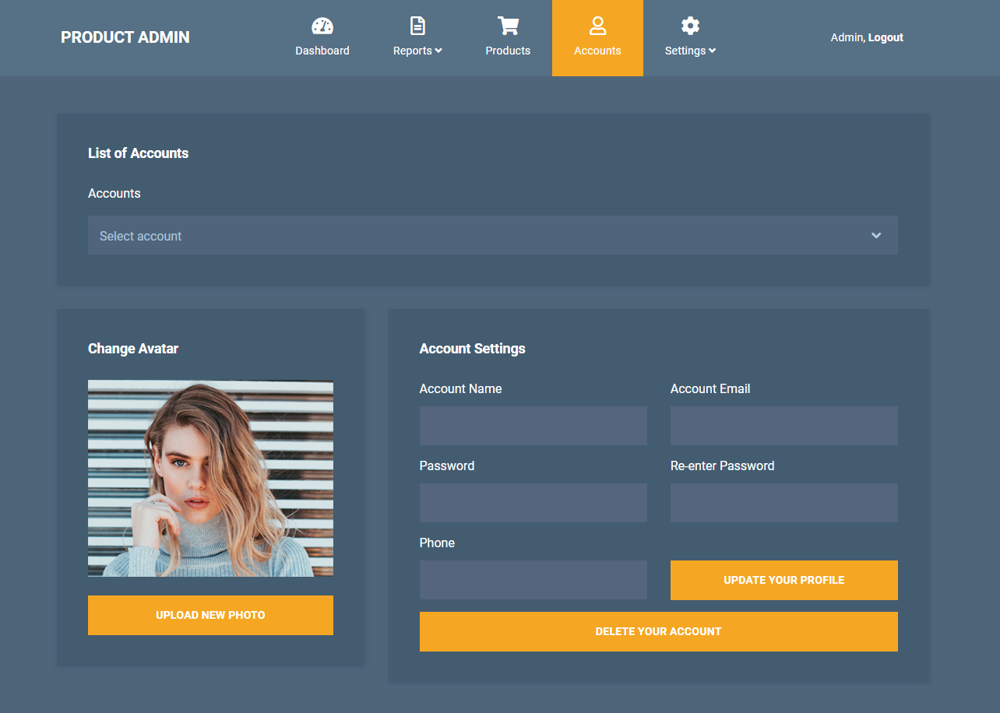 PRODUCT ADMIN
Dashboard
Reports
Products
Accounts
Settings
Admin, Logout
List of Accounts
Accounts
Select account
Change Avatar
UPLOAD NEW PHOTO
Account Settings
Account Name
Account Email
Password
Re-enter Password
Phone
UPDATE YOUR PROFILE
DELETE YOUR ACCOUNT